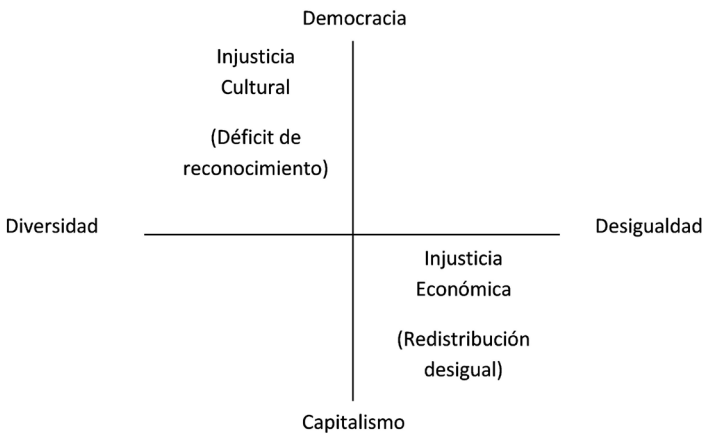 Democracia
Injusticia
Cultural
(Déficit de
reconocimiento)
Diversidad
Desigualdad
Injusticia
Económica
(Redistribución
desigual)
Capitalismo